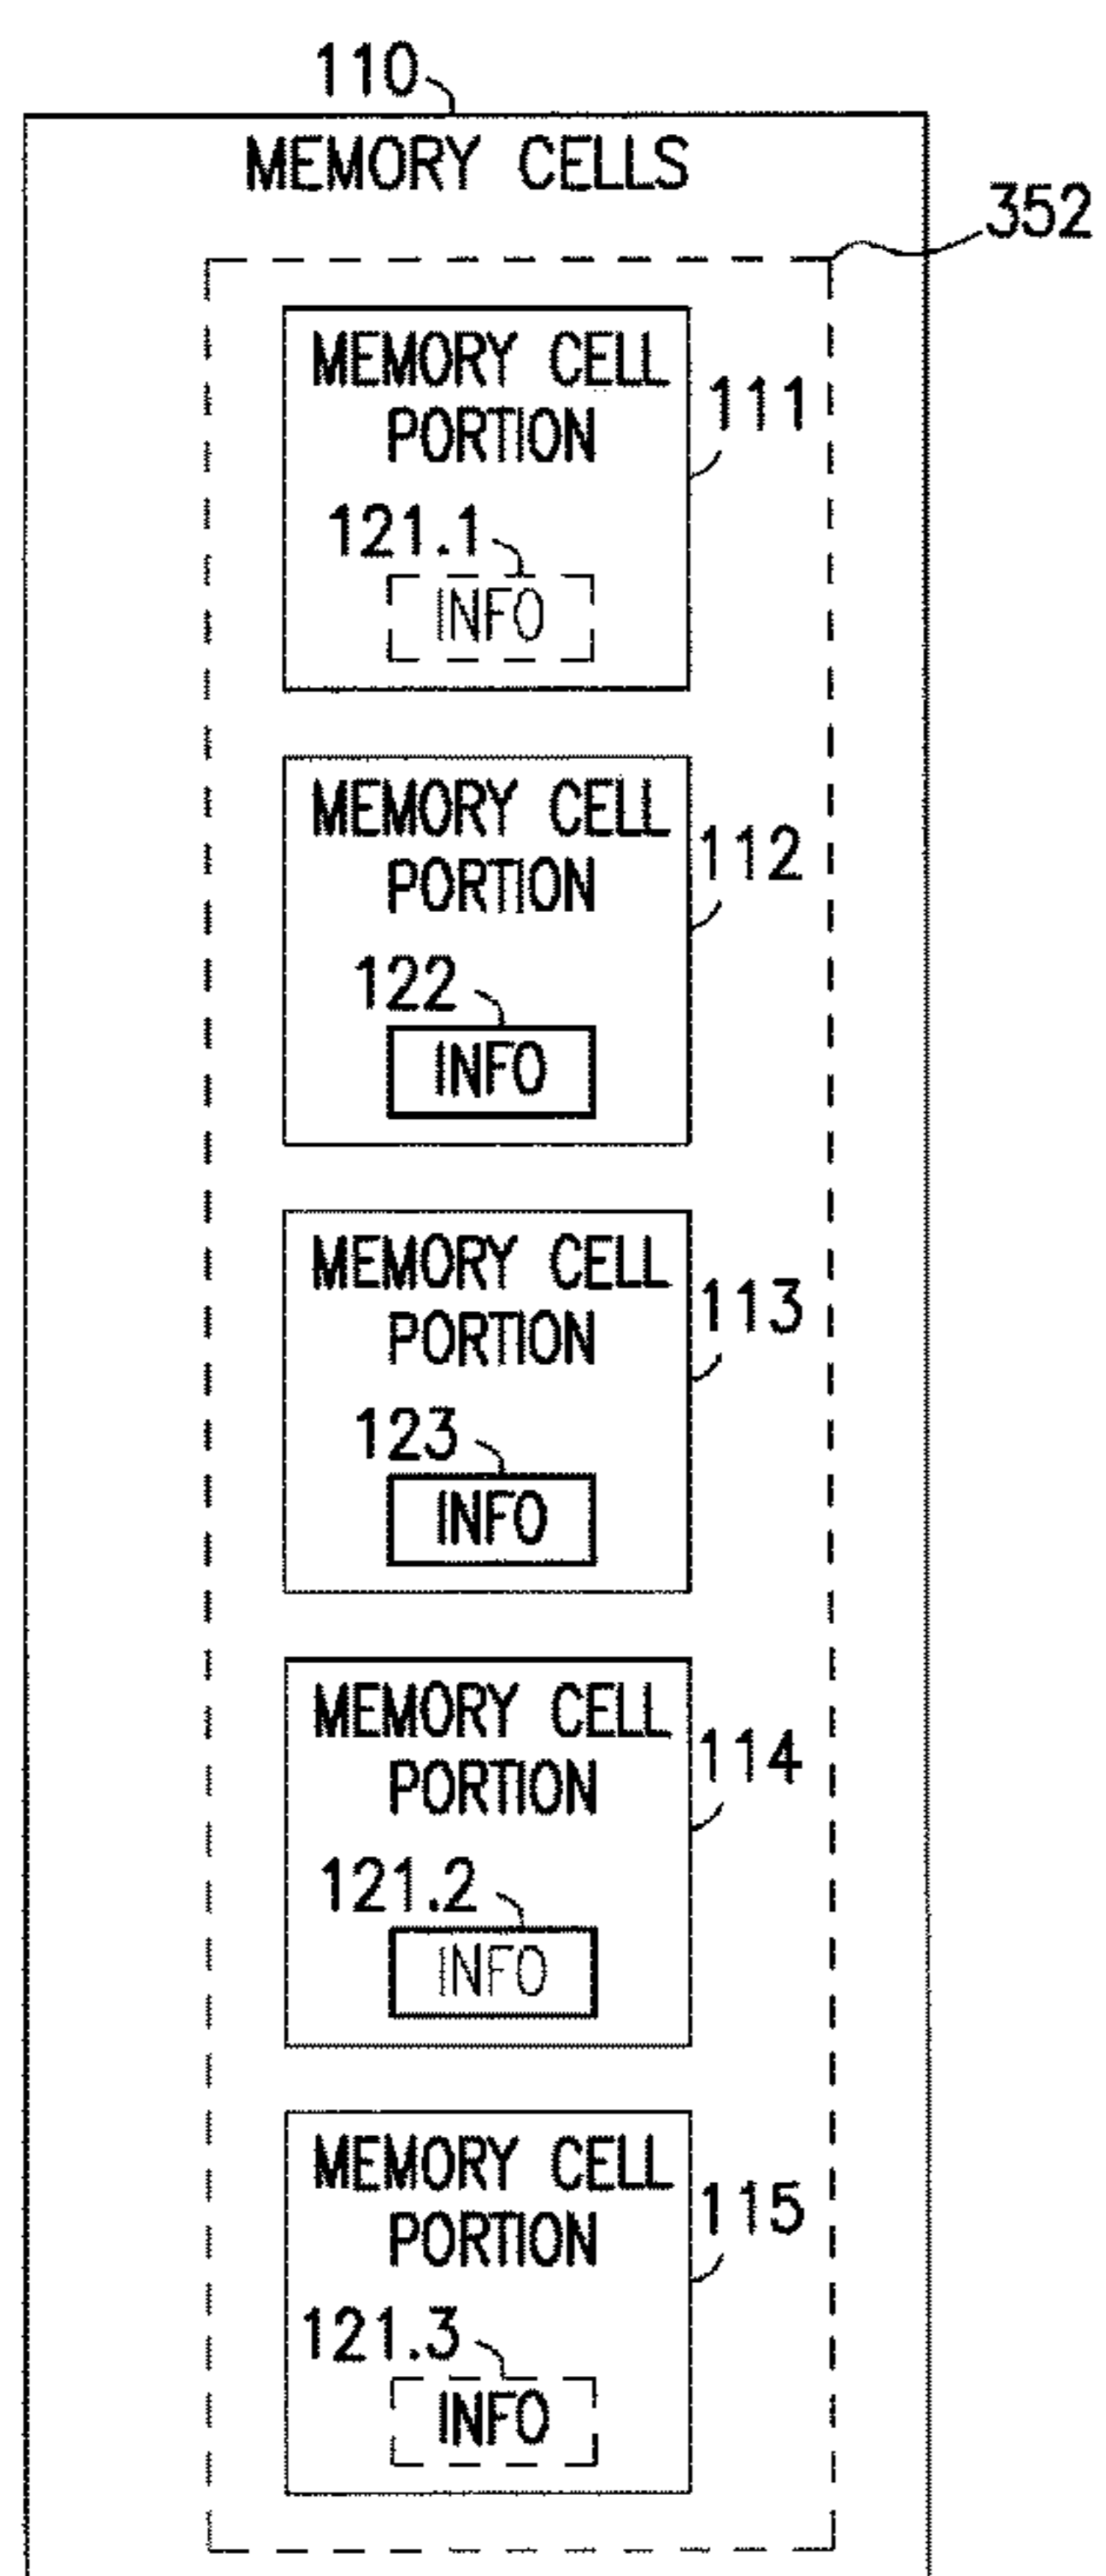 110
MEMORY CELLS
352
MEMORY CELL
PORTION
111
121.1
INFO
MEMORY CELL
PORTION
112
122
INFO
MEMORY CELL
PORTION
113
123
INFO
MEMORY CELL
PORTION
114
121.2
INFO
MEMORY CELL
PORTION
115
121.3
INFO